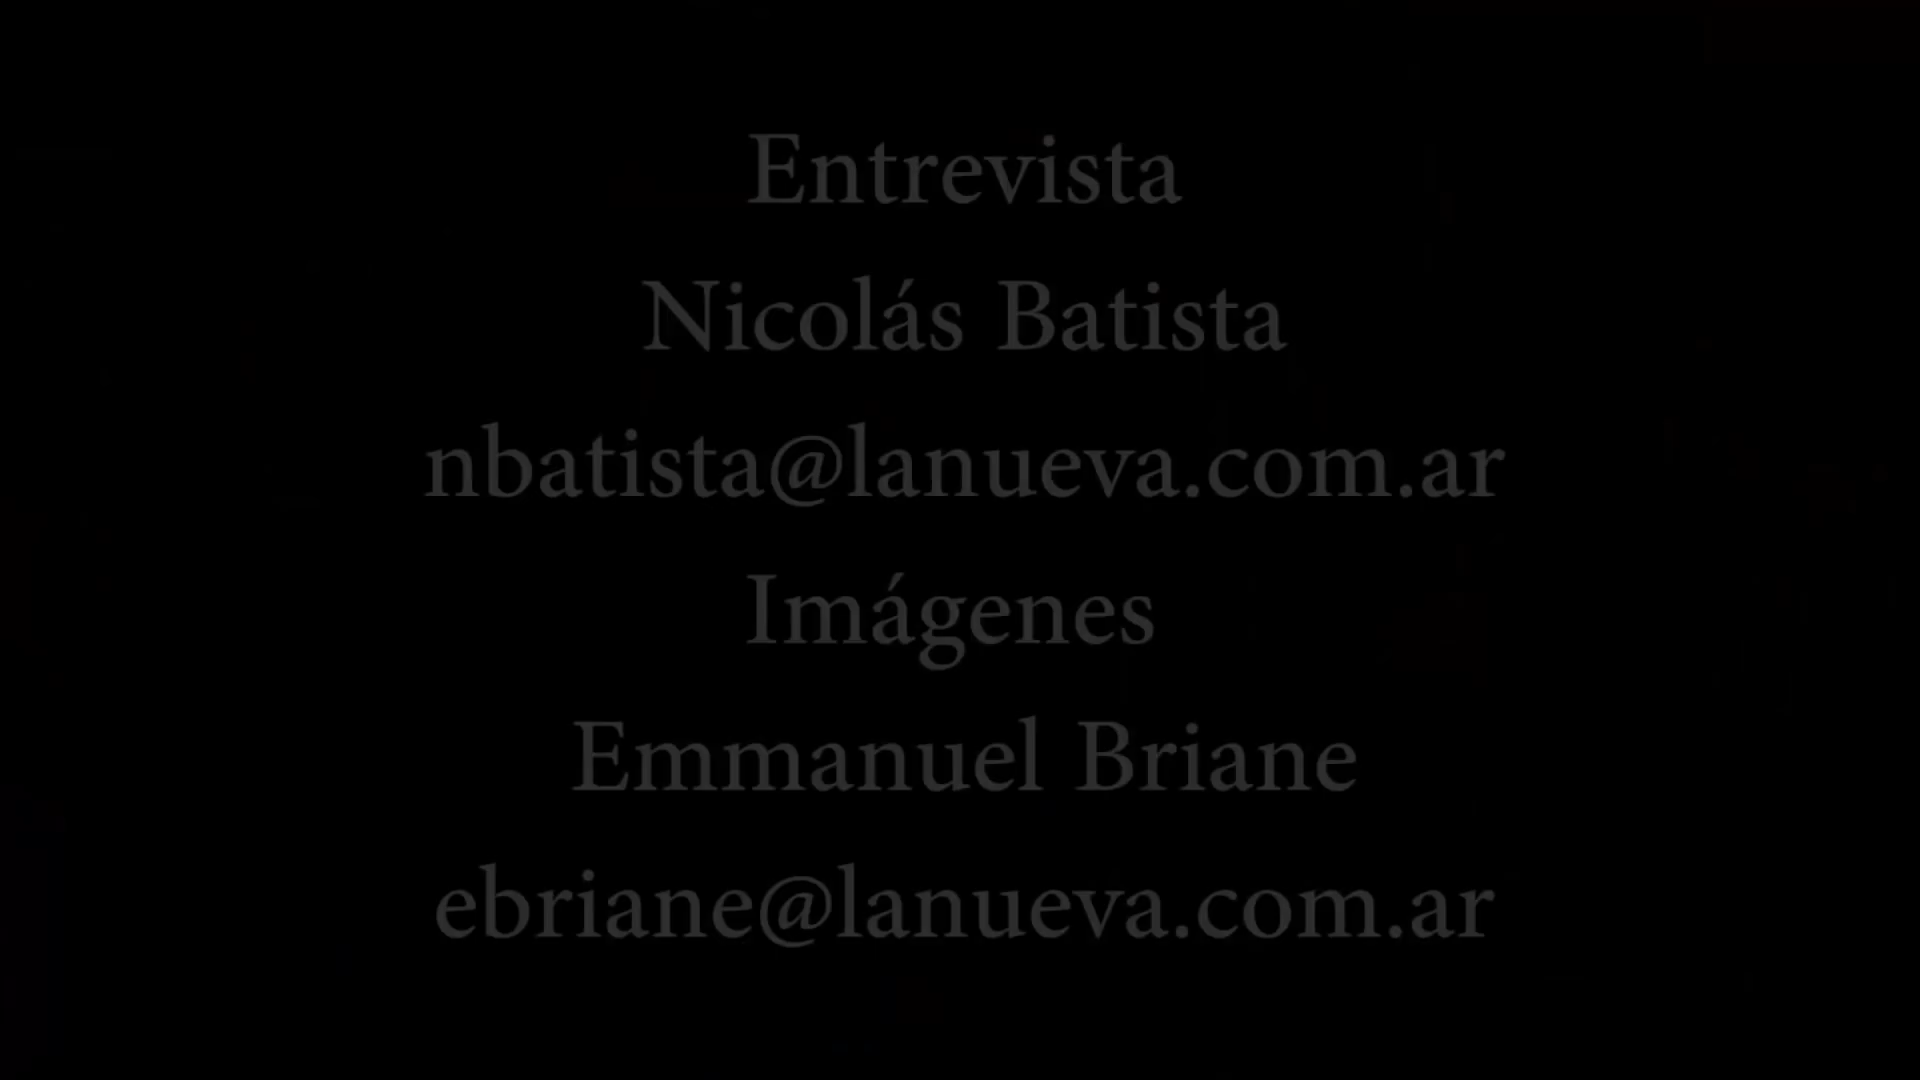 Entrevista
Nicolás Batista
nbatista@lanueva.com.ar
Imágenes
Emmanuel Briane
ebriane@lanueva.com.ar